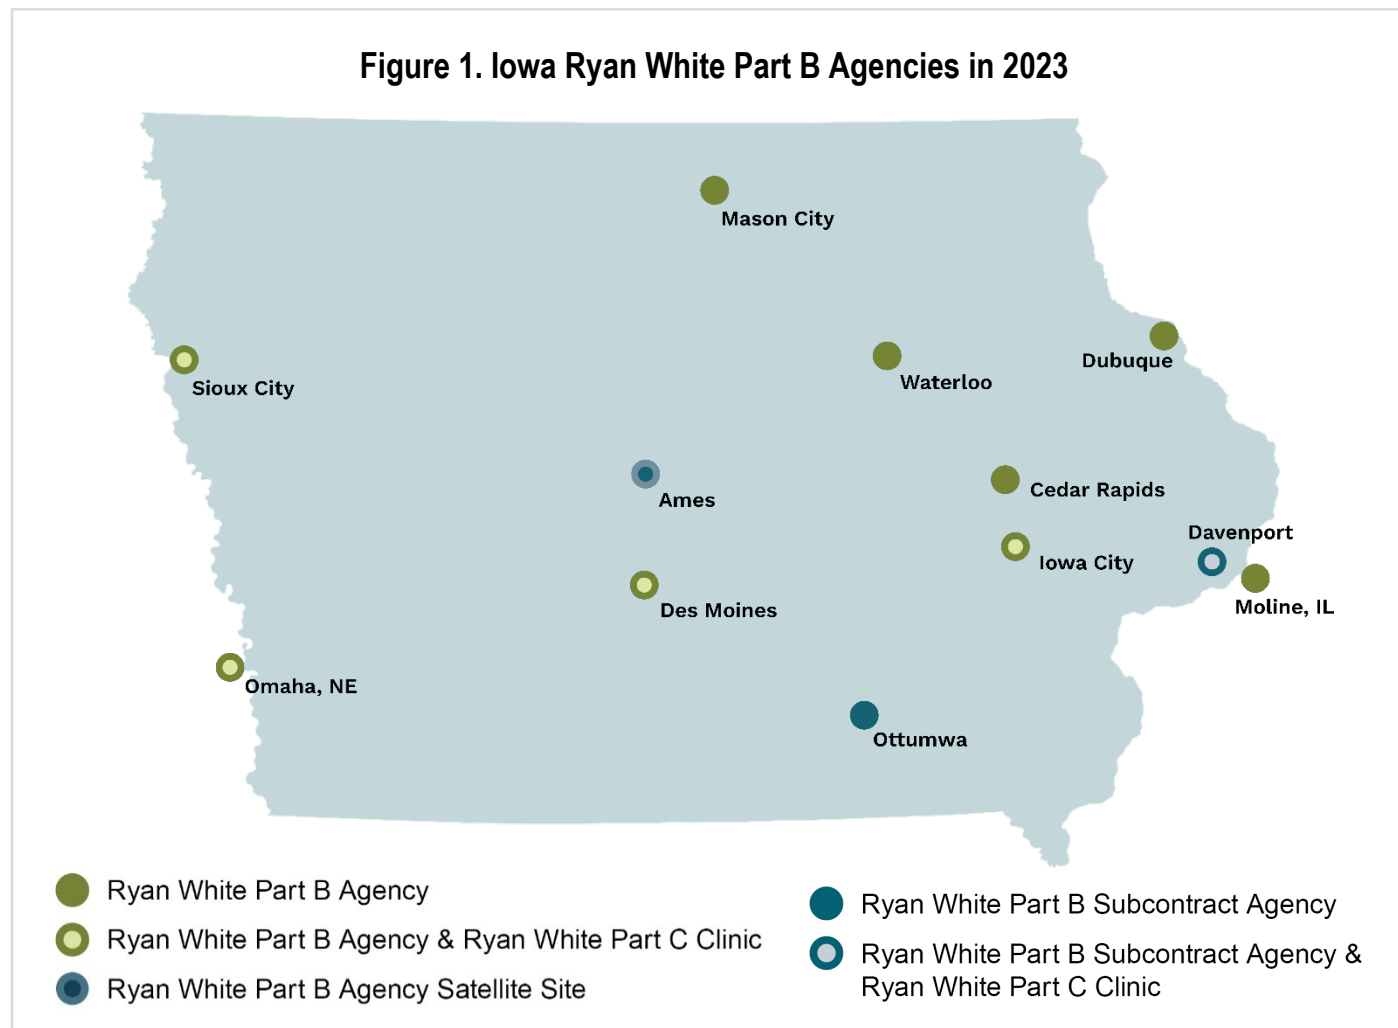 Figure 1. Iowa Ryan White Part B Agencies in 2023
Mason City
Dubuque
Waterloo
Sioux City
Ames
Cedar Rapids
Davenport
Iowa City
Moline, IL
Des Moines
Omaha, NE
Ottumwa
Ryan White Part B Agency
Ryan White Part B Agency & Ryan White Part C Clinic
Ryan White Part B Agency Satellite Site
Ryan White Part B Subcontract Agency
Ryan White Part B Subcontract Agency &
Ryan White Part C Clinic